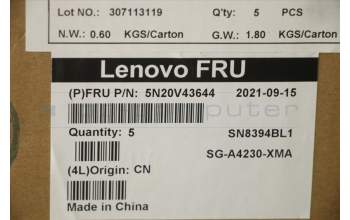 Lot NO.: 307113119 Q'ty: 5 PCS
N.W.: 0.60 KGS/Carton G.W.: 1.80 KGS/Carton
Lenovo FRU
(P)FRU P/N: 5N20V43644 2021-09-15
Quantity: 5 SN8394BL1
SG-A4230-XMA
(4L)Origin: CN
Made in China